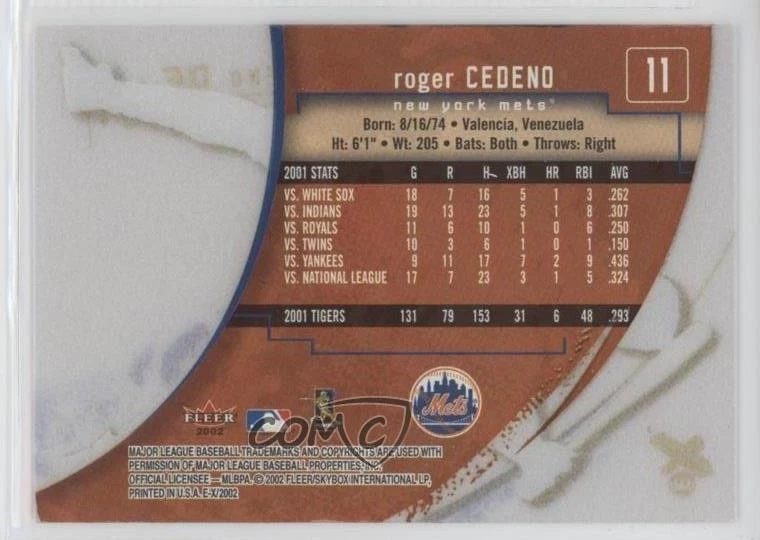 11
roger CEDENO
new york mets®
Born: 8/16/74 • Valencia, Venezuela
Ht: 6'1" • Wt: 205 • Bats: Both • Throws: Right
2001 STATS G R H XBH HR RBI AVG
VS. WHITE SOX 18 7 16 5 1 3 .262
VS. INDIANS 19 13 23 5 1 8 .307
VS. ROYALS 11 6 10 1 0 6 .250
VS. TWINS 10 3 6 1 0 1 .150
VS. YANKEES 9 11 17 7 2 9 .436
VS. NATIONAL LEAGUE 17 7 23 3 1 5 .324
2001 TIGERS 131 79 153 31 6 48 .293
Mets
FLEER
2002
COMC
MAJOR LEAGUE BASEBALL TRADEMARKS AND COPYRIGHTS ARE USED WITH
PERMISSION OF MAJOR LEAGUE BASEBALL PROPERTIES, INC.
OFFICIAL LICENSEE — MLBPA. © 2002 FLEER/SKYBOX INTERNATIONAL LP.
PRINTED IN U.S.A. E-X/2002